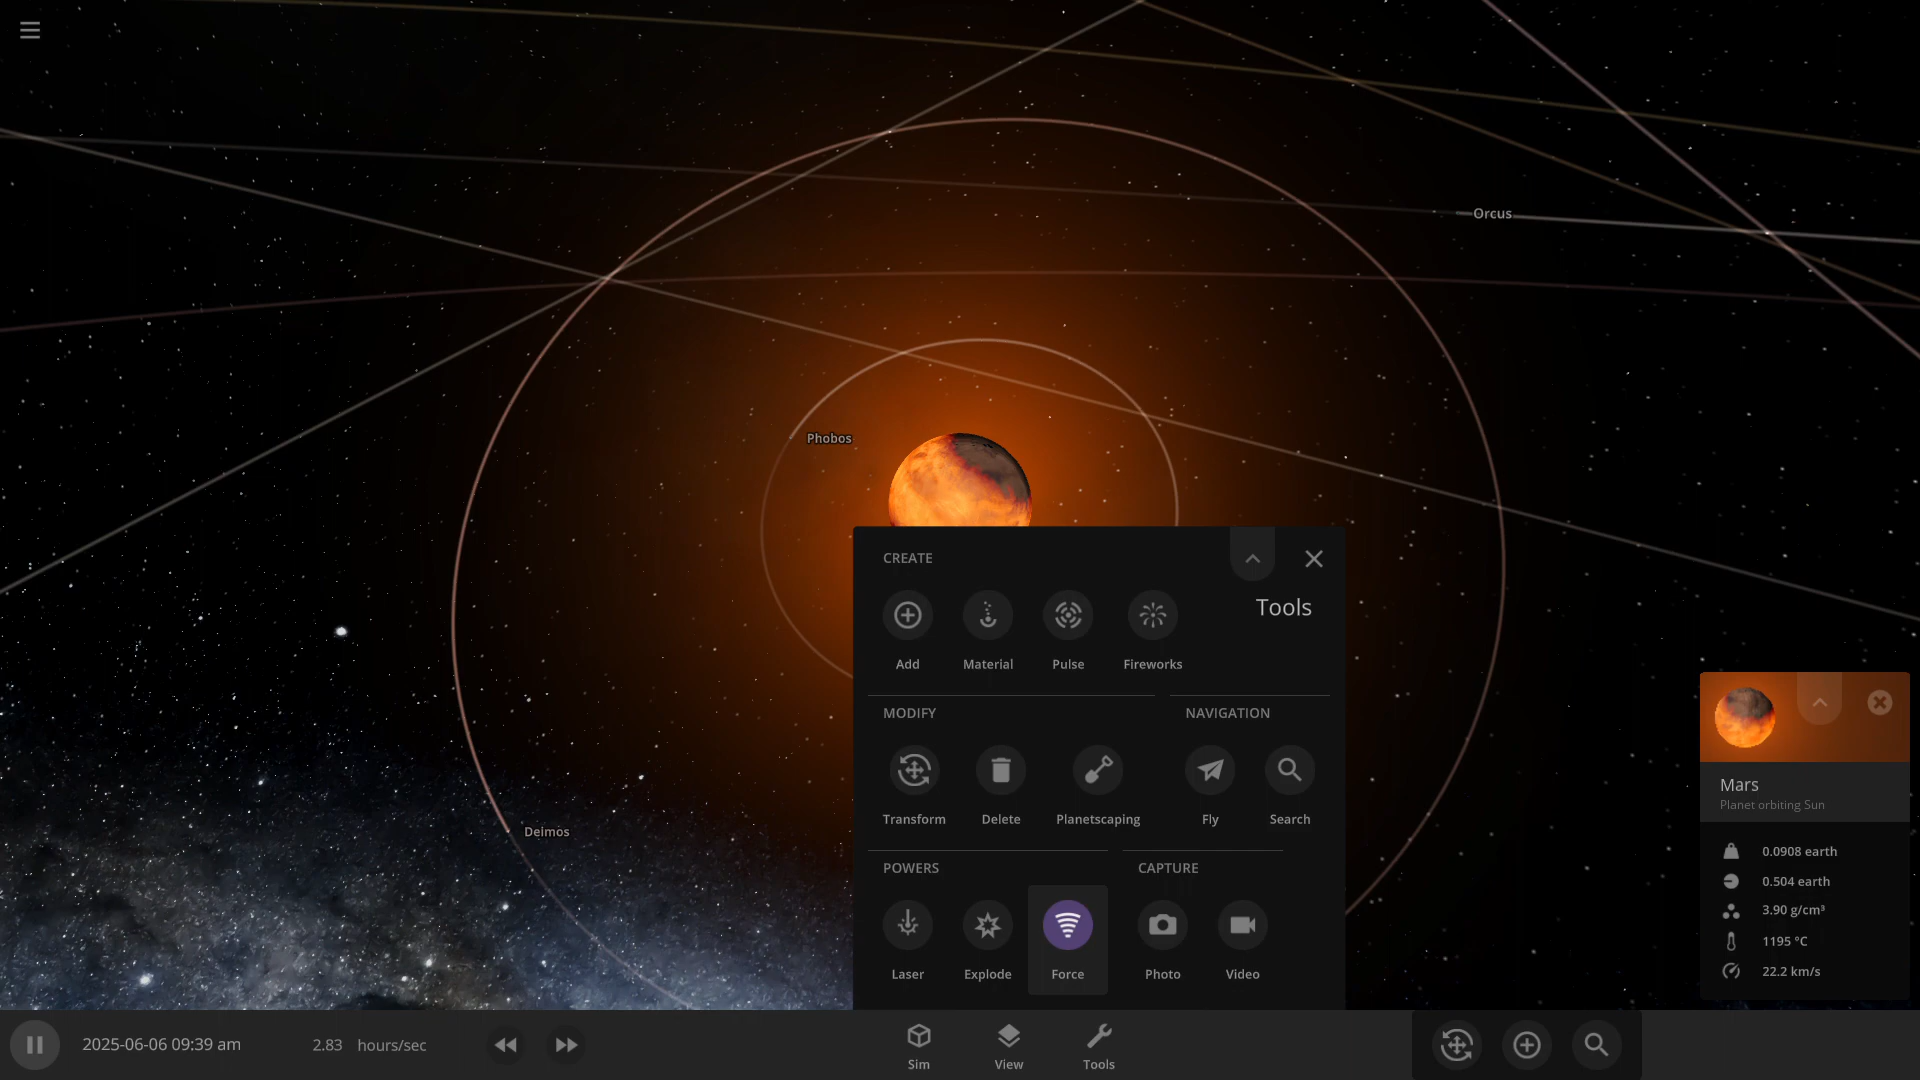 Orcus
Phobos
Deimos
CREATE
Tools
Add
Material
Pulse
Fireworks
MODIFY
NAVIGATION
Transform
Delete
Planetscaping
Fly
Search
POWERS
CAPTURE
Laser
Explode
Force
Photo
Video
Mars
Planet orbiting Sun
0.0908 earth
0.504 earth
3.90 g/cm³
1195 °C
22.2 km/s
2025-06-06 09:39 am
2.83 hours/sec
Sim
View
Tools